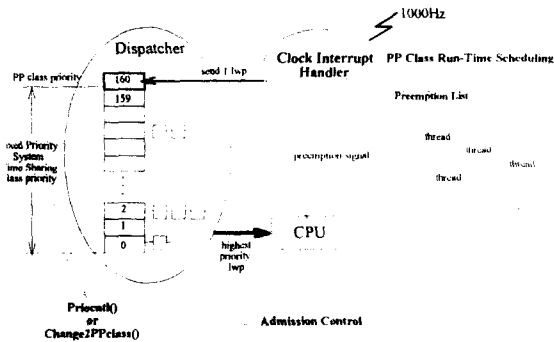 1000Hz
Dispatcher
Clock Interrupt
Handler
PP Class Run-Time Scheduling
PP class priority
160
send 1 lwp
159
Preemption List
thread
thread
thread
thread
preemption signal
Priority
System
Sharing
priority
2
1
0
highest
priority
lwp
CPU
Priocntl()
or
Change2PPclass()
Admission Control